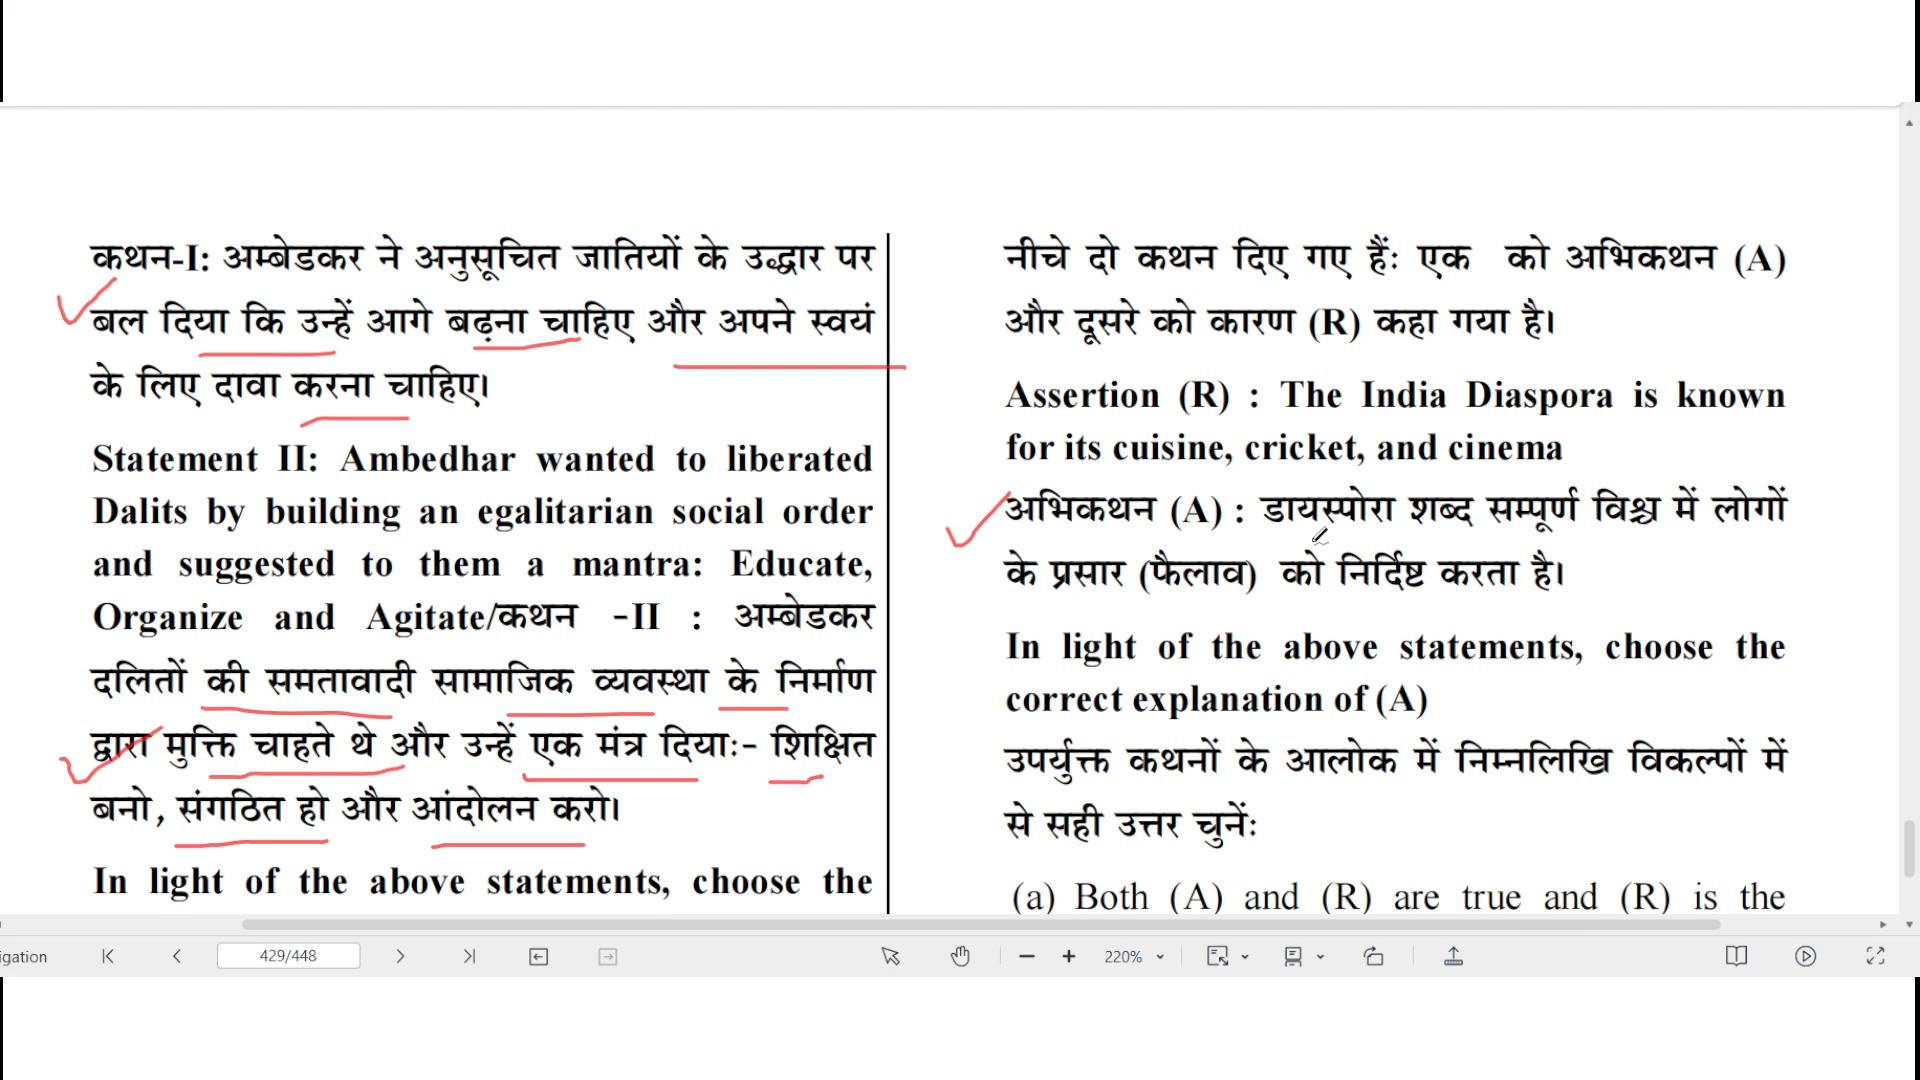 कथन-I: अम्बेडकर ने अनुसूचित जातियों के उद्धार पर
बल दिया कि उन्हें आगे बढ़ना चाहिए और अपने स्वयं
के लिए दावा करना चाहिए।
Statement II: Ambedhar wanted to liberated
Dalits by building an egalitarian social order
and suggested to them a mantra: Educate,
Organize and Agitate/कथन -II : अम्बेडकर
दलितों की समतावादी सामाजिक व्यवस्था के निर्माण
द्वारा मुक्ति चाहते थे और उन्हें एक मंत्र दियाः- शिक्षित
बनो, संगठित हो और आंदोलन करो।
In light of the above statements, choose the
नीचे दो कथन दिए गए हैंः एक को अभिकथन (A)
और दूसरे को कारण (R) कहा गया है।
Assertion (R) : The India Diaspora is known
for its cuisine, cricket, and cinema
अभिकथन (A) : डायस्पोरा शब्द सम्पूर्ण विश्व में लोगों
के प्रसार (फैलाव) को निर्दिष्ट करता है।
In light of the above statements, choose the
correct explanation of (A)
उपर्युक्त कथनों के आलोक में निम्नलिखि विकल्पों में
से सही उत्तर चुनेंः
(a) Both (A) and (R) are true and (R) is the
igation
429/448
220%